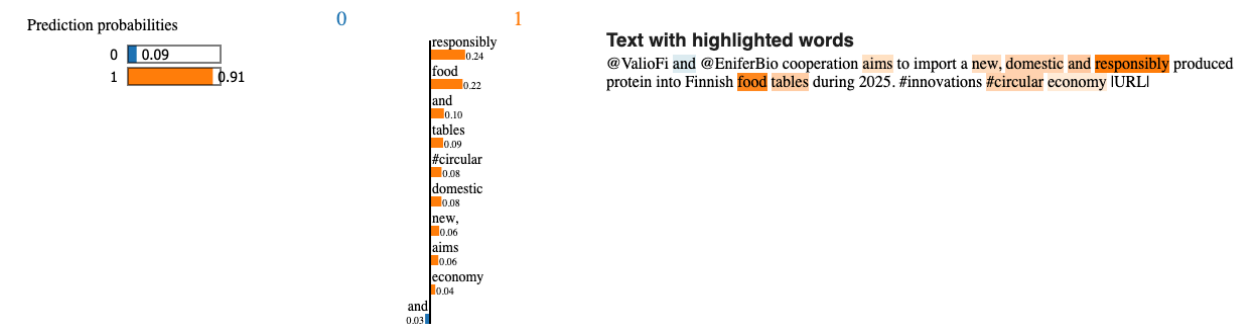 Prediction probabilities
0 0.09
1 0.91
0 1
responsibly
0.24
food
0.22
and
0.10
tables
0.09
#circular
0.08
domestic
0.08
new,
0.06
aims
0.06
economy
0.04
and
0.03
Text with highlighted words
@ValioFi and @EniferBio cooperation aims to import a new, domestic and responsibly produced
protein into Finnish food tables during 2025. #innovations #circular economy |URL|